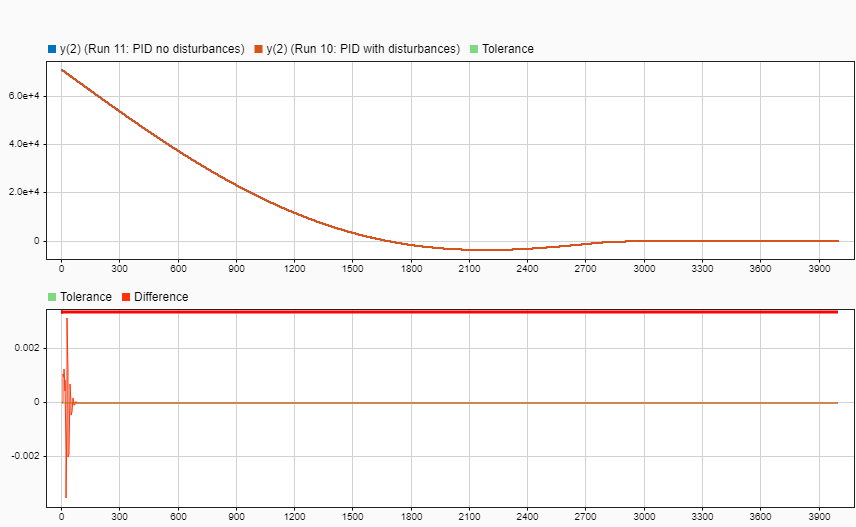 y(2) (Run 11: PID no disturbances) y(2) (Run 10: PID with disturbances) Tolerance
6.0e+4
4.0e+4
2.0e+4
0
0 300 600 900 1200 1500 1800 2100 2400 2700 3000 3300 3600 3900
Tolerance Difference
0.002
0
-0.002
0 300 600 900 1200 1500 1800 2100 2400 2700 3000 3300 3600 3900